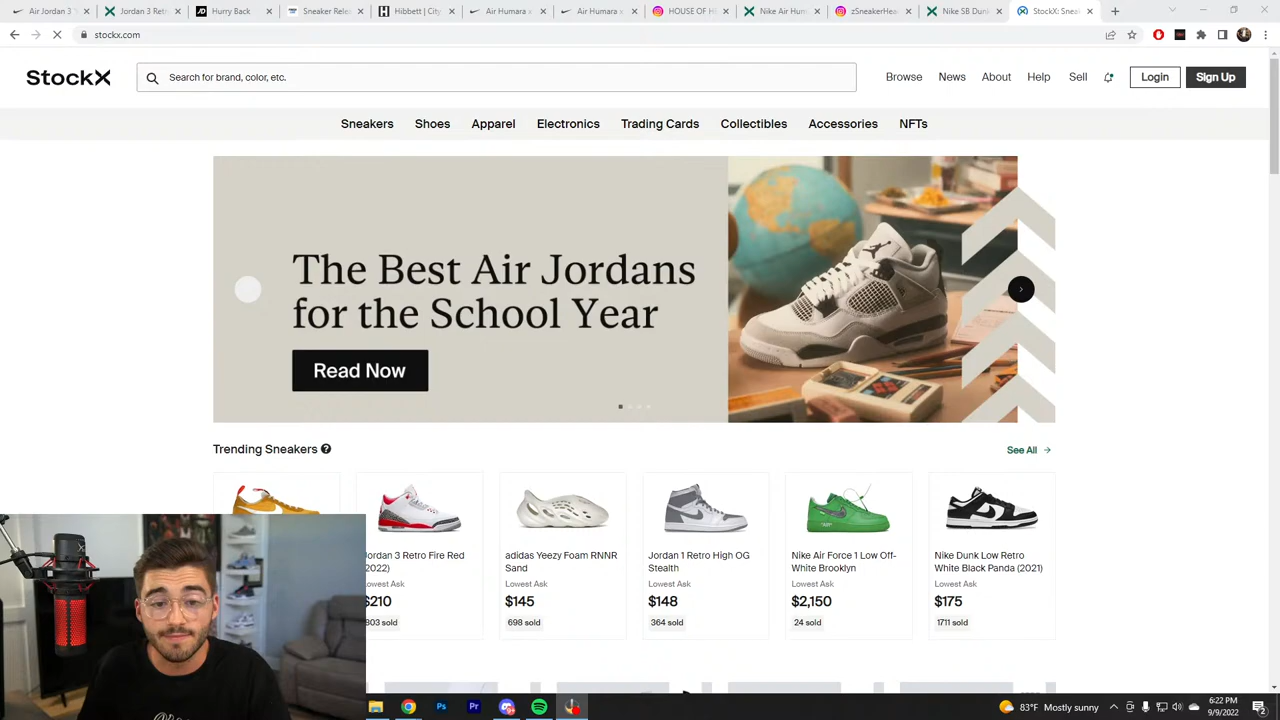 Air Jordan 3
Jordan 3 Ret
Hurry Back
Sneaker Relea
Hibbett | City
Air Humara x
Air Humara x
HOUSE OF H
Nike Air Hum
zSneakerHea
Nike SB Dun
StockX: Snea
stockx.com
StockX
Search for brand, color, etc.
Browse News About Help Sell Login Sign Up
Sneakers Shoes Apparel Electronics Trading Cards Collectibles Accessories NFTs
The Best Air Jordans
for the School Year
Read Now
Trending Sneakers
See All
Jordan 3 Retro Fire Red
(2022)
Lowest Ask
$210
803 sold
adidas Yeezy Foam RNNR
Sand
Lowest Ask
$145
698 sold
Jordan 1 Retro High OG
Stealth
Lowest Ask
$148
364 sold
Nike Air Force 1 Low Off-
White Brooklyn
Lowest Ask
$2,150
24 sold
Nike Dunk Low Retro
White Black Panda (2021)
Lowest Ask
$175
1711 sold
83°F Mostly sunny
6:22 PM
9/9/2022